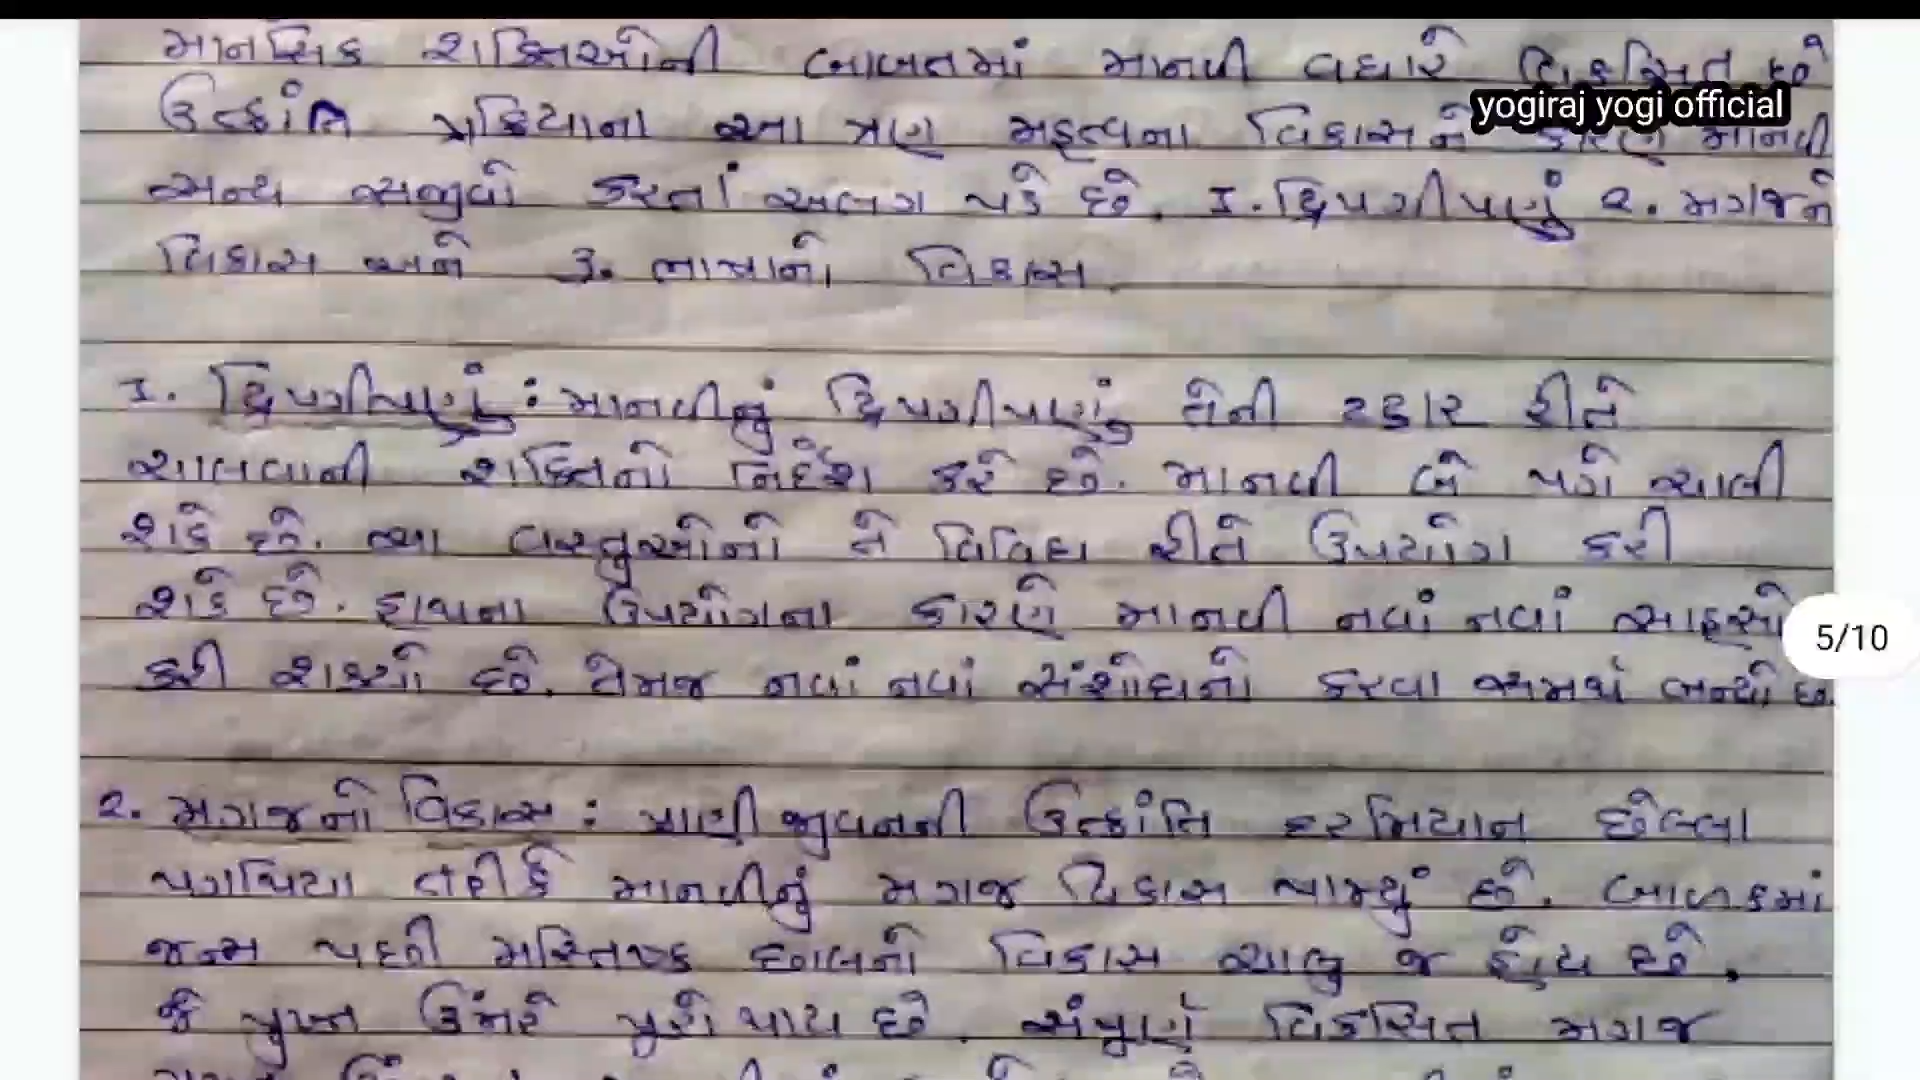 માનસિક શક્તિઓની બાબતમાં માનવી વધારે વિકસિત છે
yogiraj yogi official
ઉત્ક્રાંતિ પ્રક્રિયાના આ ત્રણ મહત્વના વિકાસને કારણે માનવી
અન્ય સજીવો કરતાં અલગ પડે છે. I. દ્વિપગીપણું 2. મગજનો
વિકાસ અને 3. ભાષાનો વિકાસ
I. દ્વિપગીપણું : માનવીનું દ્વિપગીપણું તેની ટટ્ટાર રીતે
ચાલવાની શક્તિનો નિર્દેશ કરે છે. માનવી બે પગે ચાલી
શકે છે. આ વસ્તુઓનો તે વિવિધ રીતે ઉપયોગ કરી
શકે છે. હાથના ઉપયોગના કારણે માનવી નવાં નવાં સાહસો
5/10
કરી શક્યો છે. તેમજ નવાં નવાં સંશોધનો કરવા સમર્થ બન્યો છે.
2. મગજનો વિકાસ : પ્રાણીજીવનની ઉત્ક્રાંતિ દરમિયાન છેલ્લા
પગથિયા તરીકે માનવીનું મગજ વિકાસ પામ્યું છે. બાળકમાં
જન્મ પછી મસ્તિષ્ક છાલનો વિકાસ ચાલુ જ હોય છે.
જે પુખ્ત ઉંમરે પુરો થાય છે. સંપુર્ણ વિકસિત મગજ